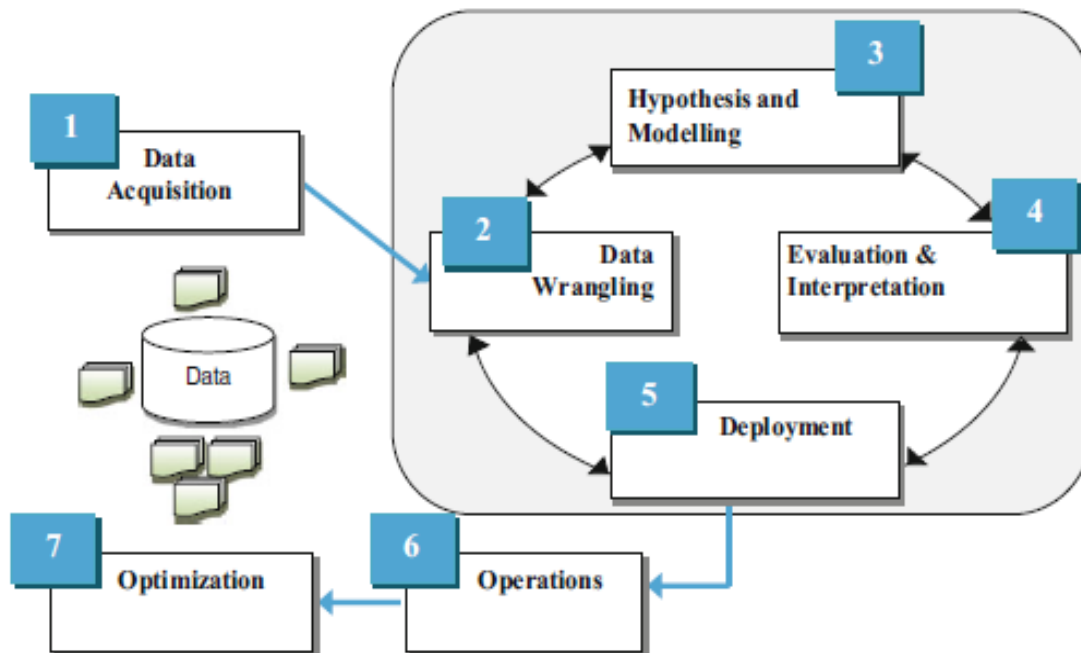 1
Data
Acquisition
2
Data
Wrangling
3
Hypothesis and
Modelling
4
Evaluation &
Interpretation
5
Deployment
Data
6
Operations
7
Optimization